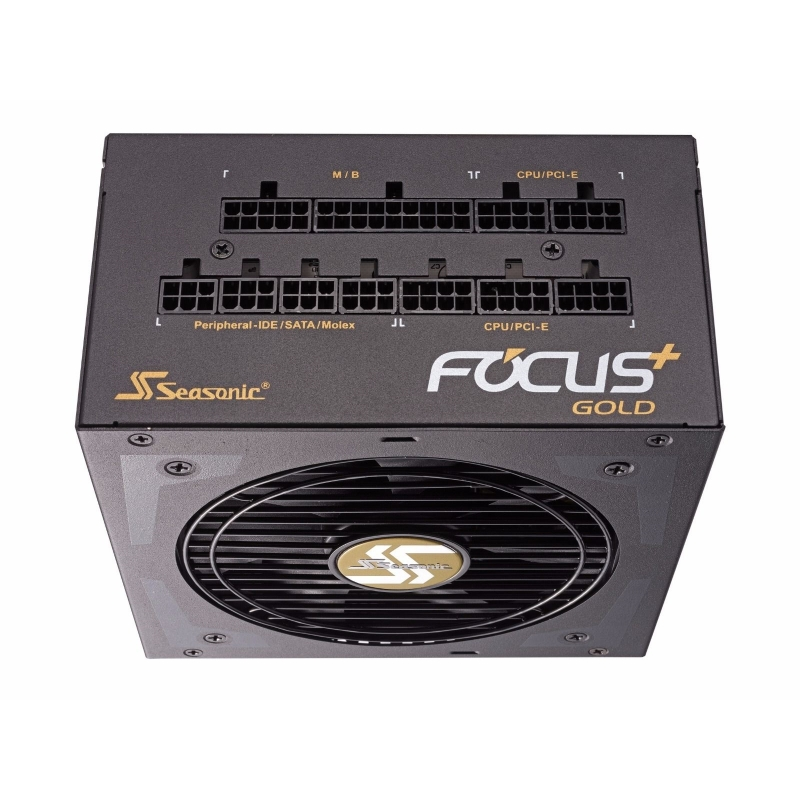 M/B
CPU/PCI-E
Peripheral-IDE/SATA/Molex
CPU/PCI-E
Seasonic®
FOCUS+
GOLD
Seasonic